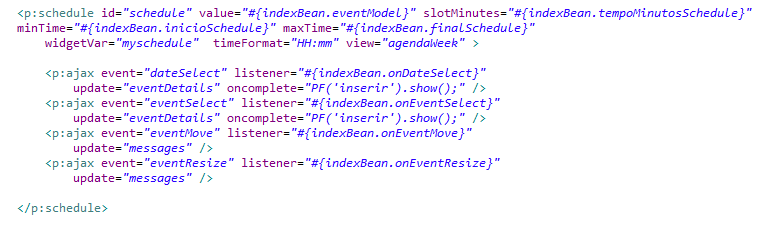 <p:schedule id="schedule" value="#{indexBean.eventModel}" slotMinutes="#{indexBean.tempoMinutosSchedule}"
minTime="#{indexBean.inicioSchedule}" maxTime="#{indexBean.finalSchedule}"
widgetVar="myschedule" timeFormat="HH:mm" view="agendaWeek" >
<p:ajax event="dateSelect" listener="#{indexBean.onDateSelect}"
update="eventDetails" oncomplete="PF('inserir').show();" />
<p:ajax event="eventSelect" listener="#{indexBean.onEventSelect}"
update="eventDetails" oncomplete="PF('inserir').show();" />
<p:ajax event="eventMove" listener="#{indexBean.onEventMove}"
update="messages" />
<p:ajax event="eventResize" listener="#{indexBean.onEventResize}"
update="messages" />
</p:schedule>